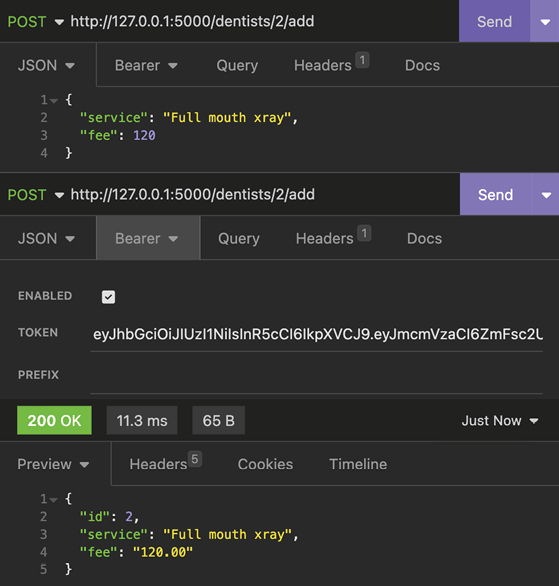 POST http://127.0.0.1:5000/dentists/2/add Send
JSON Bearer Query Headers 1 Docs
1 {
2 "service": "Full mouth xray",
3 "fee": 120
4 }
POST http://127.0.0.1:5000/dentists/2/add Send
JSON Bearer Query Headers 1 Docs
ENABLED
TOKEN eyJhbGciOiJIUzI1NiIsInR5cCI6IkpXVCJ9.eyJmcmVzaCI6ZmFsc2U
PREFIX
200 OK 11.3 ms 65 B Just Now
Preview Headers 5 Cookies Timeline
1 {
2 "id": 2,
3 "service": "Full mouth xray",
4 "fee": "120.00"
5 }